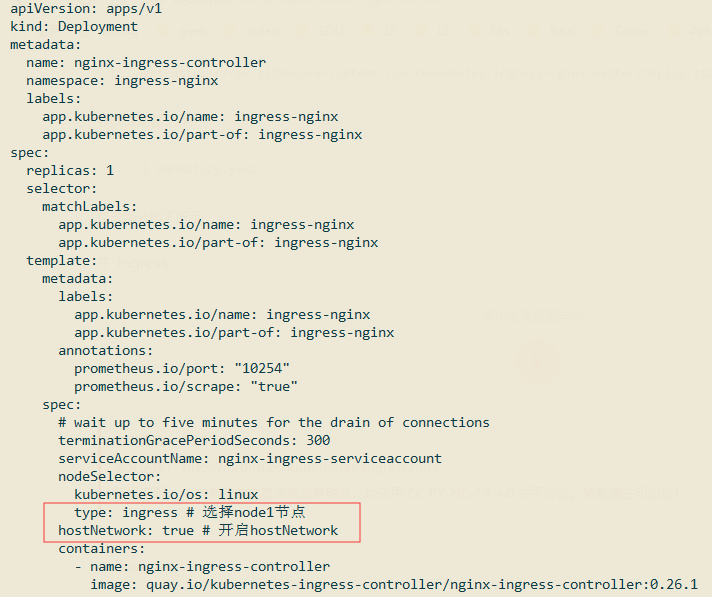 apiVersion: apps/v1
kind: Deployment
metadata:
  name: nginx-ingress-controller
  namespace: ingress-nginx
  labels:
    app.kubernetes.io/name: ingress-nginx
    app.kubernetes.io/part-of: ingress-nginx
spec:
  replicas: 1
  selector:
    matchLabels:
      app.kubernetes.io/name: ingress-nginx
      app.kubernetes.io/part-of: ingress-nginx
  template:
    metadata:
      labels:
        app.kubernetes.io/name: ingress-nginx
        app.kubernetes.io/part-of: ingress-nginx
      annotations:
        prometheus.io/port: "10254"
        prometheus.io/scrape: "true"
    spec:
      # wait up to five minutes for the drain of connections
      terminationGracePeriodSeconds: 300
      serviceAccountName: nginx-ingress-serviceaccount
      nodeSelector:
        kubernetes.io/os: linux
        type: ingress # 选择node1节点
      hostNetwork: true # 开启hostNetwork
      containers:
        - name: nginx-ingress-controller
          image: quay.io/kubernetes-ingress-controller/nginx-ingress-controller:0.26.1